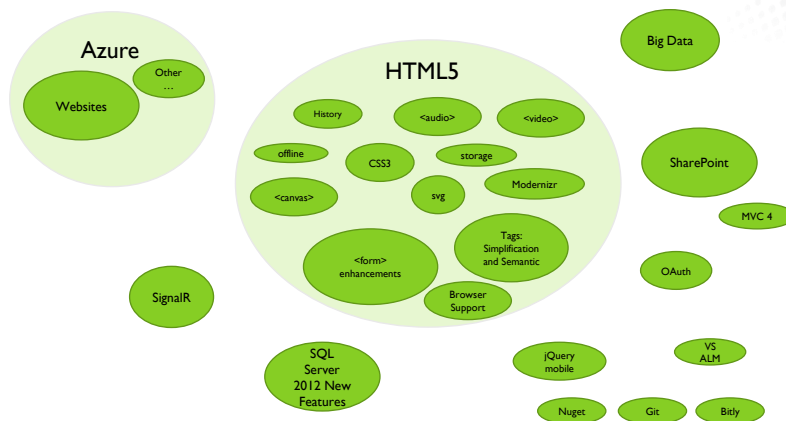 Azure
Other
…
Websites
HTML5
Big Data
History
<audio>
<video>
offline
CSS3
storage
SharePoint
<canvas>
svg
Modernizr
MVC 4
Tags:
Simplification
and Semantic
<form>
enhancements
OAuth
SignalR
Browser
Support
SQL
Server
2012 New
Features
jQuery
mobile
VS
ALM
Nuget
Git
Bitly